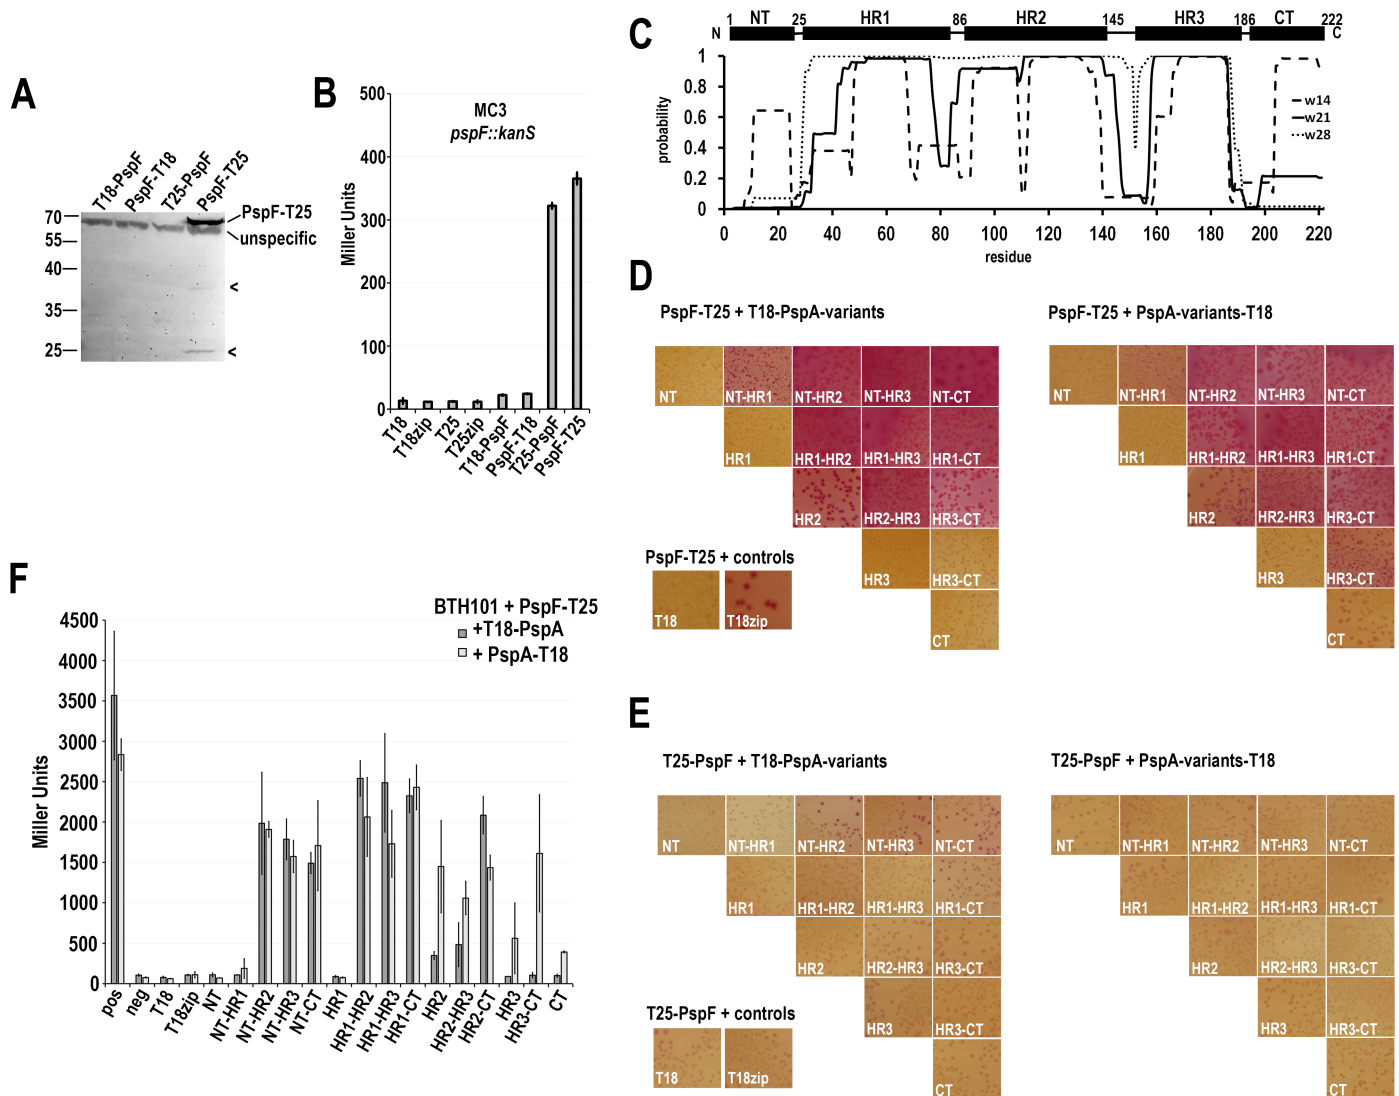 A
T18-PspF
PspF-T18
T25-PspF
PspF-T25
70
55
40
35
25
PspF-T25
unspecific
<
<
B
MC3
pspF::kanS
Miller Units
500
400
300
200
100
0
T18
T18zip
T25
T25zip
T18-PspF
PspF-T18
T25-PspF
PspF-T25
C
1 NT 25 HR1 86 HR2 145 HR3 186 CT 222
N C
probability
1
0.8
0.6
0.4
0.2
0
w14
w21
w28
0 20 40 60 80 100 120 140 160 180 200 220
residue
D
PspF-T25 + T18-PspA-variants
NT NT-HR1 NT-HR2 NT-HR3 NT-CT
HR1 HR1-HR2 HR1-HR3 HR1-CT
HR2 HR2-HR3 HR3-CT
HR3 HR3-CT
CT
PspF-T25 + controls
T18 T18zip
PspF-T25 + PspA-variants-T18
NT NT-HR1 NT-HR2 NT-HR3 NT-CT
HR1 HR1-HR2 HR1-HR3 HR1-CT
HR2 HR2-HR3 HR3-CT
HR3 HR3-CT
CT
E
T25-PspF + T18-PspA-variants
NT NT-HR1 NT-HR2 NT-HR3 NT-CT
HR1 HR1-HR2 HR1-HR3 HR1-CT
HR2 HR2-HR3 HR3-CT
HR3 HR3-CT
CT
T25-PspF + controls
T18 T18zip
T25-PspF + PspA-variants-T18
NT NT-HR1 NT-HR2 NT-HR3 NT-CT
HR1 HR1-HR2 HR1-HR3 HR1-CT
HR2 HR2-HR3 HR3-CT
HR3 HR3-CT
CT
F
BTH101 + PspF-T25
+T18-PspA
+ PspA-T18
Miller Units
4500
4000
3500
3000
2500
2000
1500
1000
500
0
pos
neg
T18
T18zip
NT
NT-HR1
NT-HR2
NT-HR3
NT-CT
HR1
HR1-HR2
HR1-HR3
HR1-CT
HR2
HR2-HR3
HR2-CT
HR3
HR3-CT
CT